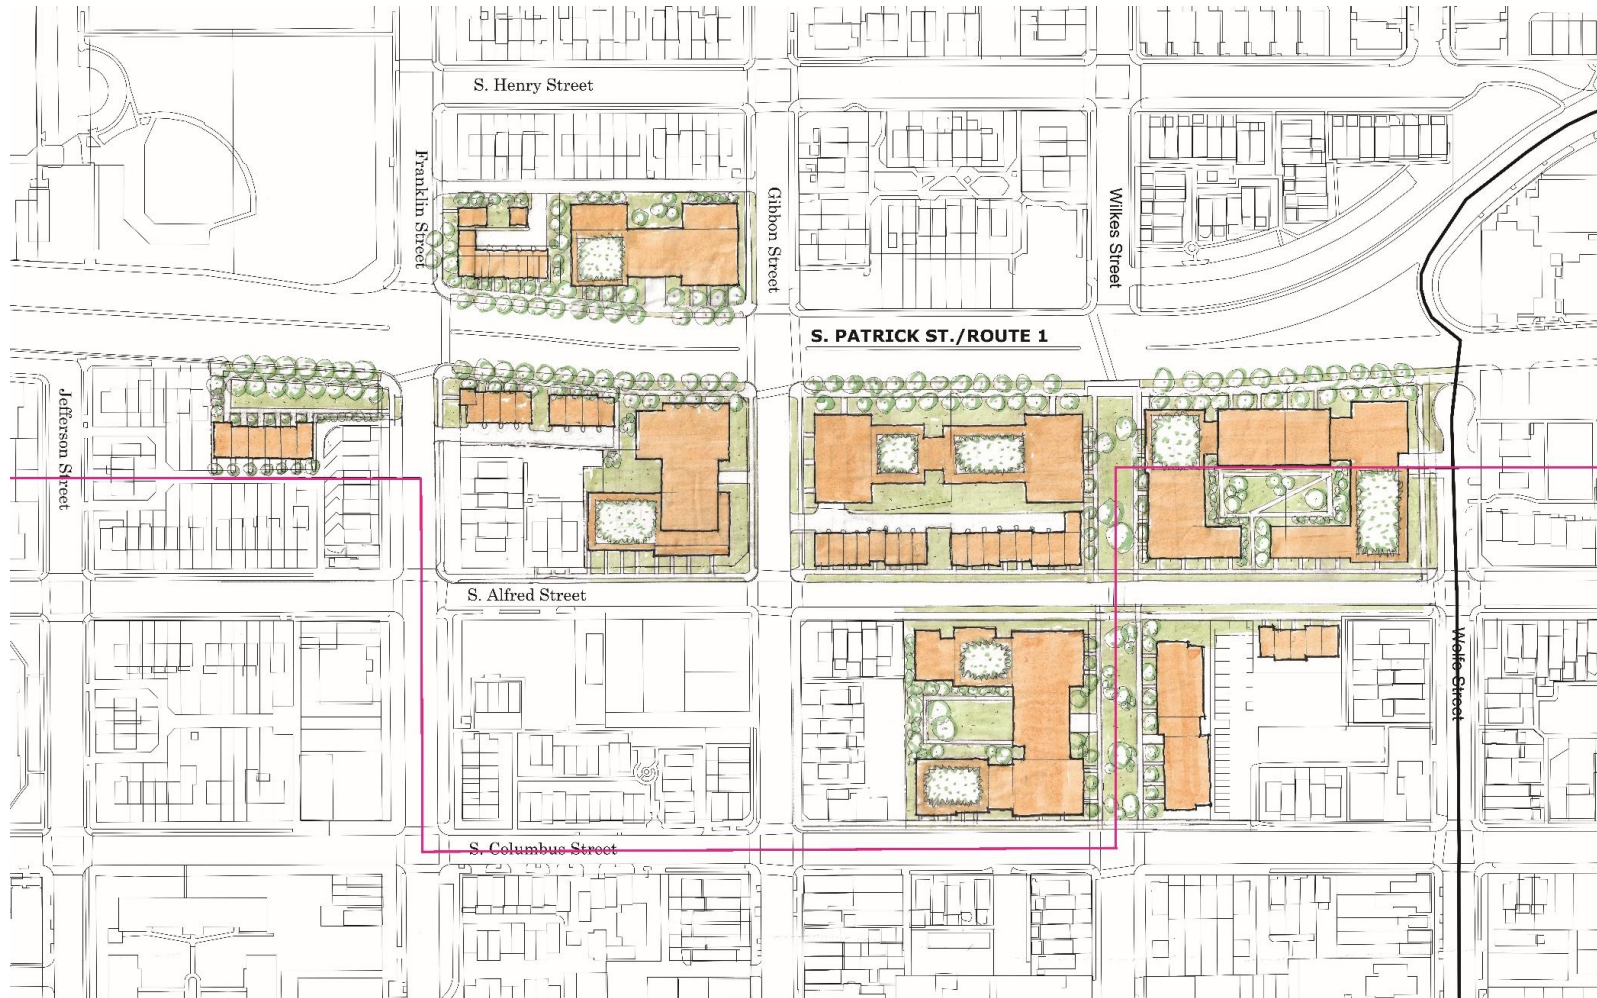 S. Henry Street
Franklin Street
Gibbon Street
Wilkes Street
S. PATRICK ST./ROUTE 1
Jefferson Street
S. Alfred Street
Wolfe Street
S. Columbus Street